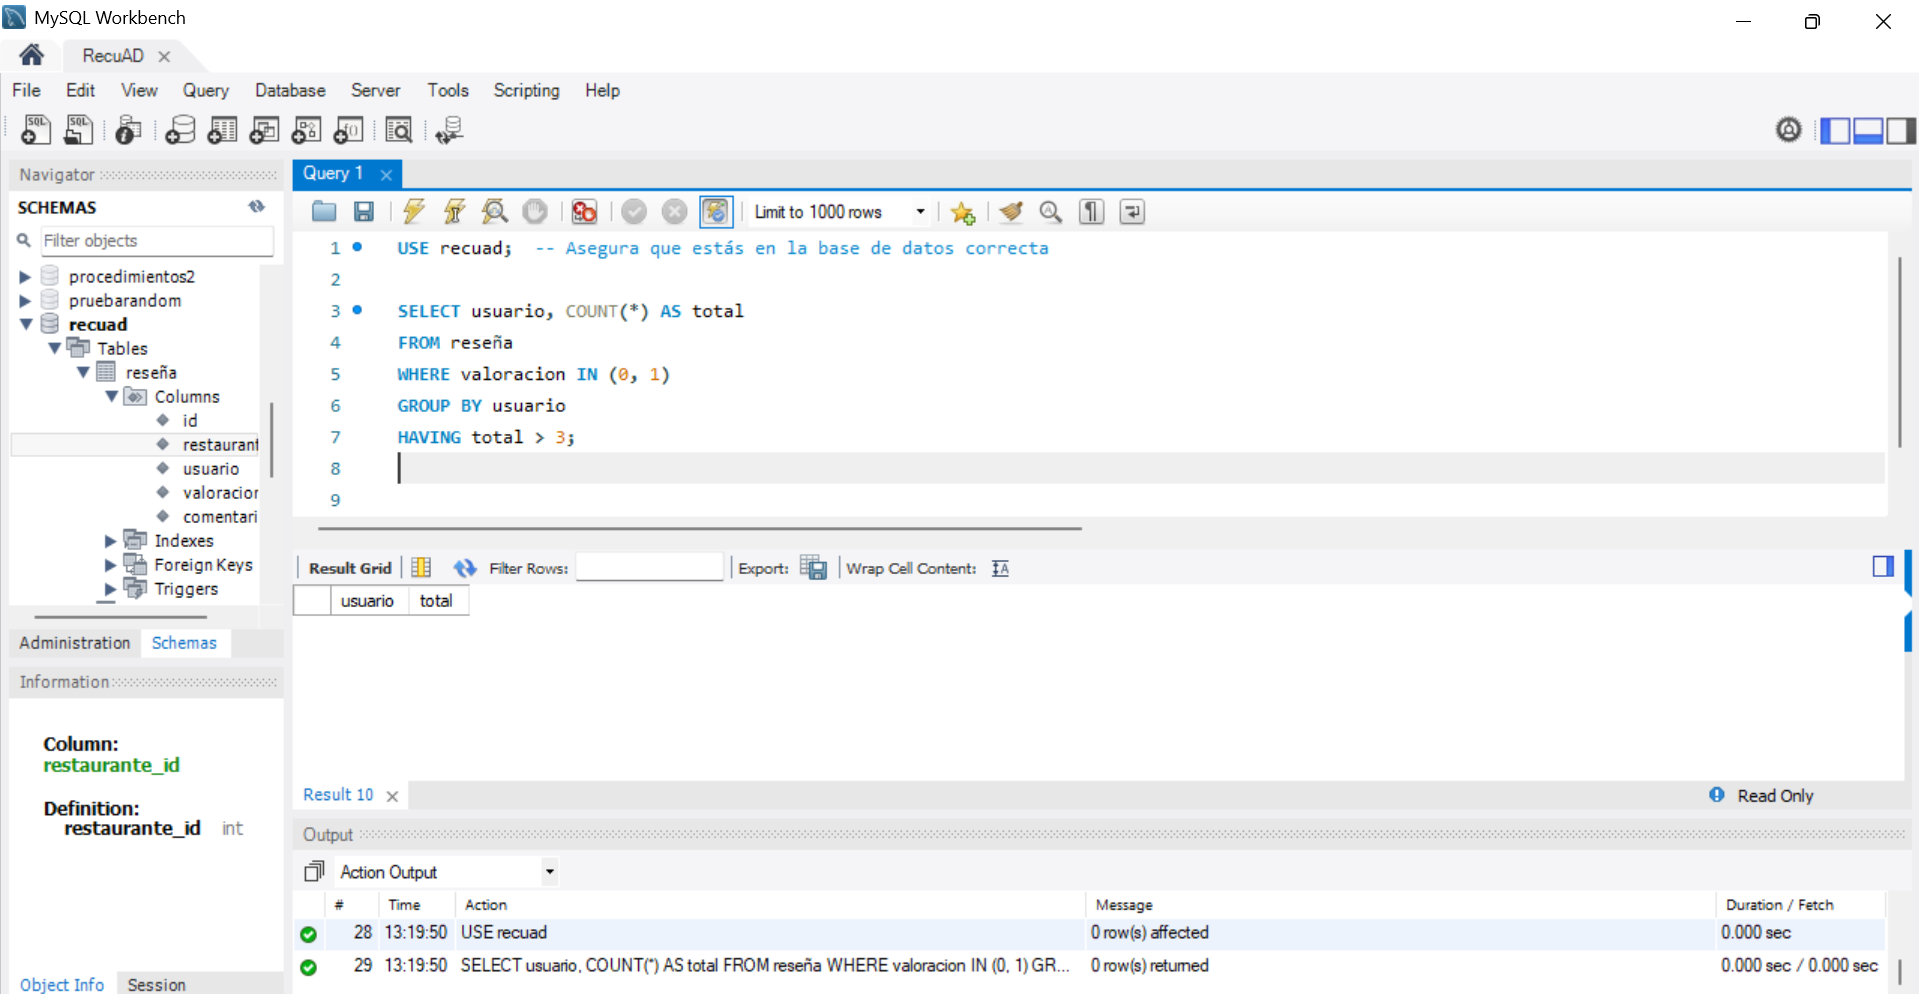 MySQL Workbench
RecuAD
File Edit View Query Database Server Tools Scripting Help
Navigator
SCHEMAS
Filter objects
procedimientos2
pruebarandom
recuad
Tables
reseña
Columns
id
restaurant
usuario
valoracion
comentari
Indexes
Foreign Keys
Triggers
Administration Schemas
Information
Column:
restaurante_id
Definition:
restaurante_id int
Object Info Session
Query 1
Limit to 1000 rows
1 USE recuad; -- Asegura que estás en la base de datos correcta
2
3 SELECT usuario, COUNT(*) AS total
4 FROM reseña
5 WHERE valoracion IN (0, 1)
6 GROUP BY usuario
7 HAVING total > 3;
8
9
Result Grid Filter Rows: Export: Wrap Cell Content:
usuario total
Result 10 Read Only
Output
Action Output
# Time Action Message Duration / Fetch
28 13:19:50 USE recuad 0 row(s) affected 0.000 sec
29 13:19:50 SELECT usuario, COUNT(*) AS total FROM reseña WHERE valoracion IN (0, 1) GR... 0 row(s) returned 0.000 sec / 0.000 sec